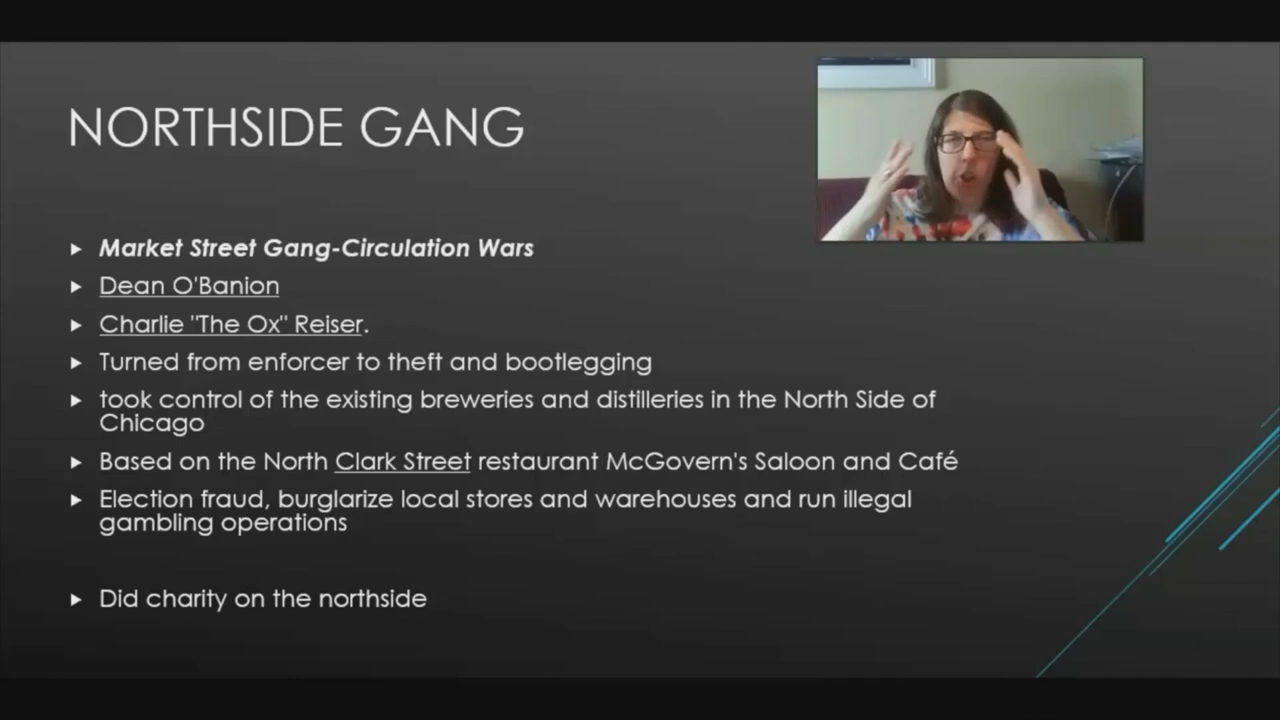 NORTHSIDE GANG
Market Street Gang-Circulation Wars
Dean O'Banion
Charlie "The Ox" Reiser.
Turned from enforcer to theft and bootlegging
took control of the existing breweries and distilleries in the North Side of
Chicago
Based on the North Clark Street restaurant McGovern's Saloon and Café
Election fraud, burglarize local stores and warehouses and run illegal
gambling operations
Did charity on the northside